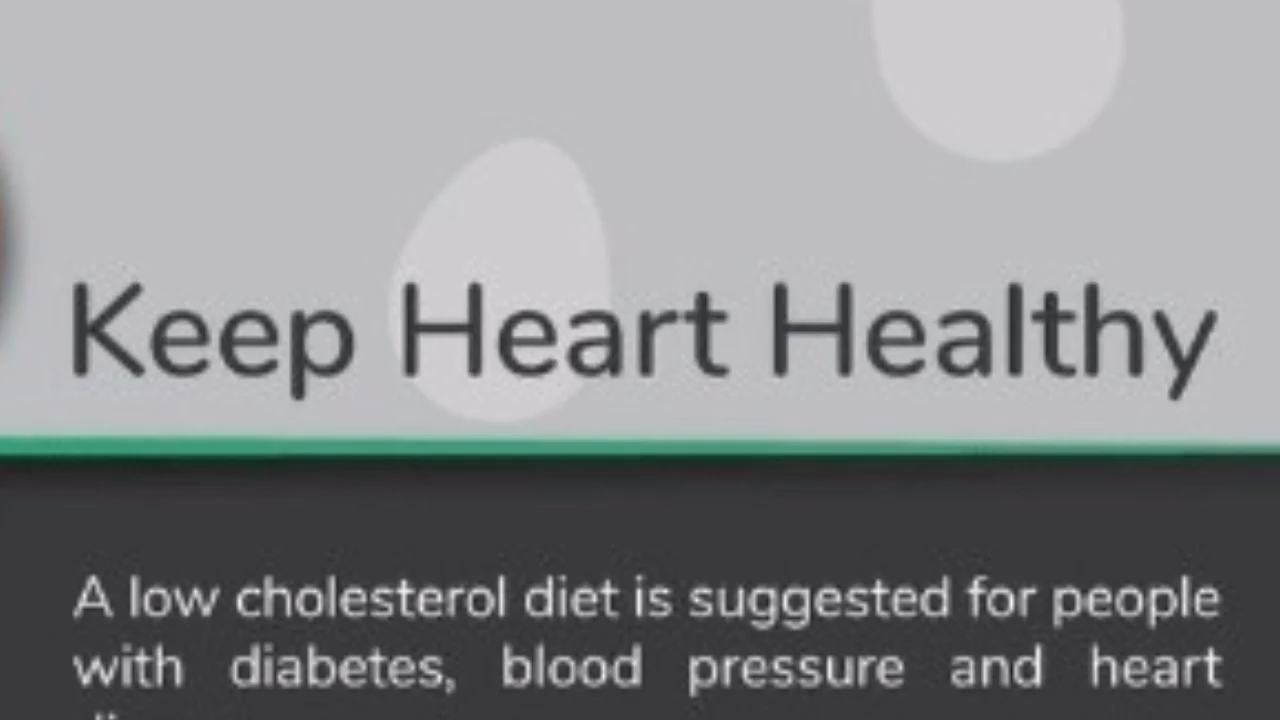 Keep Heart Healthy
A low cholesterol diet is suggested for people
with diabetes, blood pressure and heart